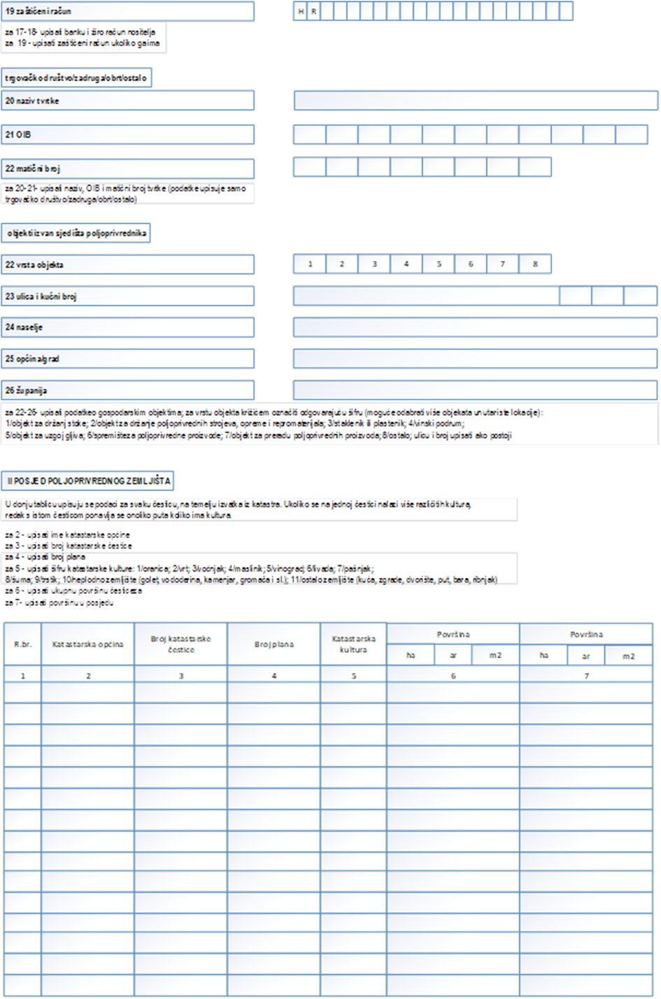 19 zaštićeni račun
H R
za 17-18- upisati banku i žiro račun nositelja
za 19 - upisati zaštićeni račun ukoliko ga ima
trgovačko društvo/zadruga/obrt/ostalo
20 naziv tvrtke
21 OIB
22 matični broj
za 20-21- upisati naziv, OIB i matični broj tvrtke (podatke upisuje samo
trgovačko društvo/zadruga/obrt/ostalo)
objekti izvan sjedišta poljoprivrednika
22 vrsta objekta
1 2 3 4 5 6 7 8
23 ulica i kućni broj
24 naselje
25 općina/grad
26 županija
za 22-26- upisati podatke o gospodarskim objektima; za vrstu objekta križićem označiti odgovarajuću šifru (moguće odabrati više objekata unutar iste lokacije):
1/objekt za držanj stoke; 2/objekt za držanje poljoprivrednih strojeva, opreme i repromaterijala; 3/staklenik ili plastenik; 4/vinski podrum;
5/objekt za uzgoj gljiva; 6/spremište za poljoprivredne proizvode; 7/objekt za preradu poljoprivrednih proizvoda; 8/ostalo; ulicu i broj upisati ako postoji
II POSJED POLJOPRIVREDNOG ZEMLJIŠTA
U donju tablicu upisuju se podaci za svaku česticu, na temelju izvatka iz katastra. Ukoliko se na jednoj čestici nalazi više različitih kultura,
redak s istom česticom ponavlja se onoliko puta koliko ima kultura.
za 2 - upisati ime katastarske općine
za 3 - upisati broj katastarske čestice
za 4 - upisati broj plana
za 5 - upisati šifru katastarske kulture: 1/oranica; 2/vrt; 3/voćnjak; 4/maslinik; 5/vinograd; 6/livada; 7/pašnjak;
8/šuma; 9/trstik; 10/neplodno zemljište (golet, vododerina, kamenjar, gromača i sl.); 11/ostalo zemljište (kuća, zgrade, dvorište, put, bara, ribnjak)
za 6 - upisati ukupnu površinu čestice za
za 7- upisati površinu u posjedu
R.br. Katastarska općina Broj katastarske čestice Broj plana Katastarska kultura Površina Površina
ha ar m2 ha ar m2
1 2 3 4 5 6 7